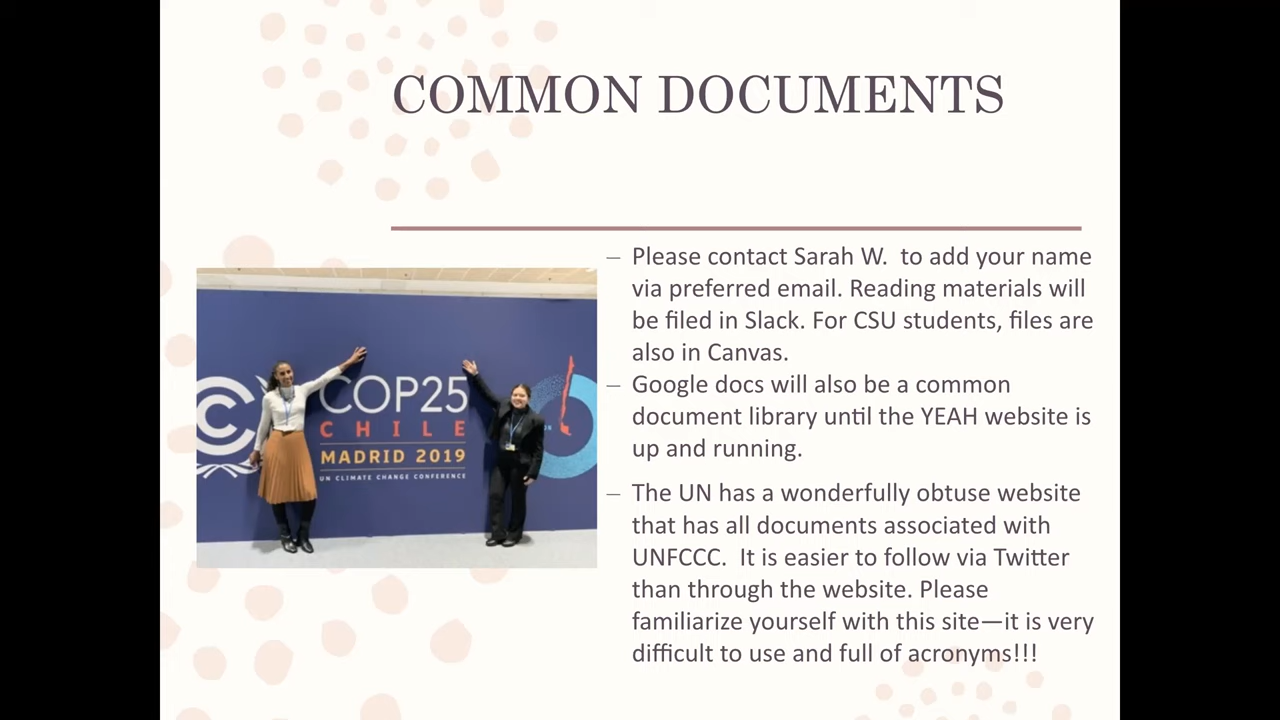 COMMON DOCUMENTS
– Please contact Sarah W.  to add your name
via preferred email. Reading materials will
be filed in Slack. For CSU students, files are
also in Canvas.
– Google docs will also be a common
document library until the YEAH website is
up and running.
– The UN has a wonderfully obtuse website
that has all documents associated with
UNFCCC.  It is easier to follow via Twitter
than through the website. Please
familiarize yourself with this site—it is very
difficult to use and full of acronyms!!!
COP25
CHILE
MADRID 2019
UN CLIMATE CHANGE CONFERENCE